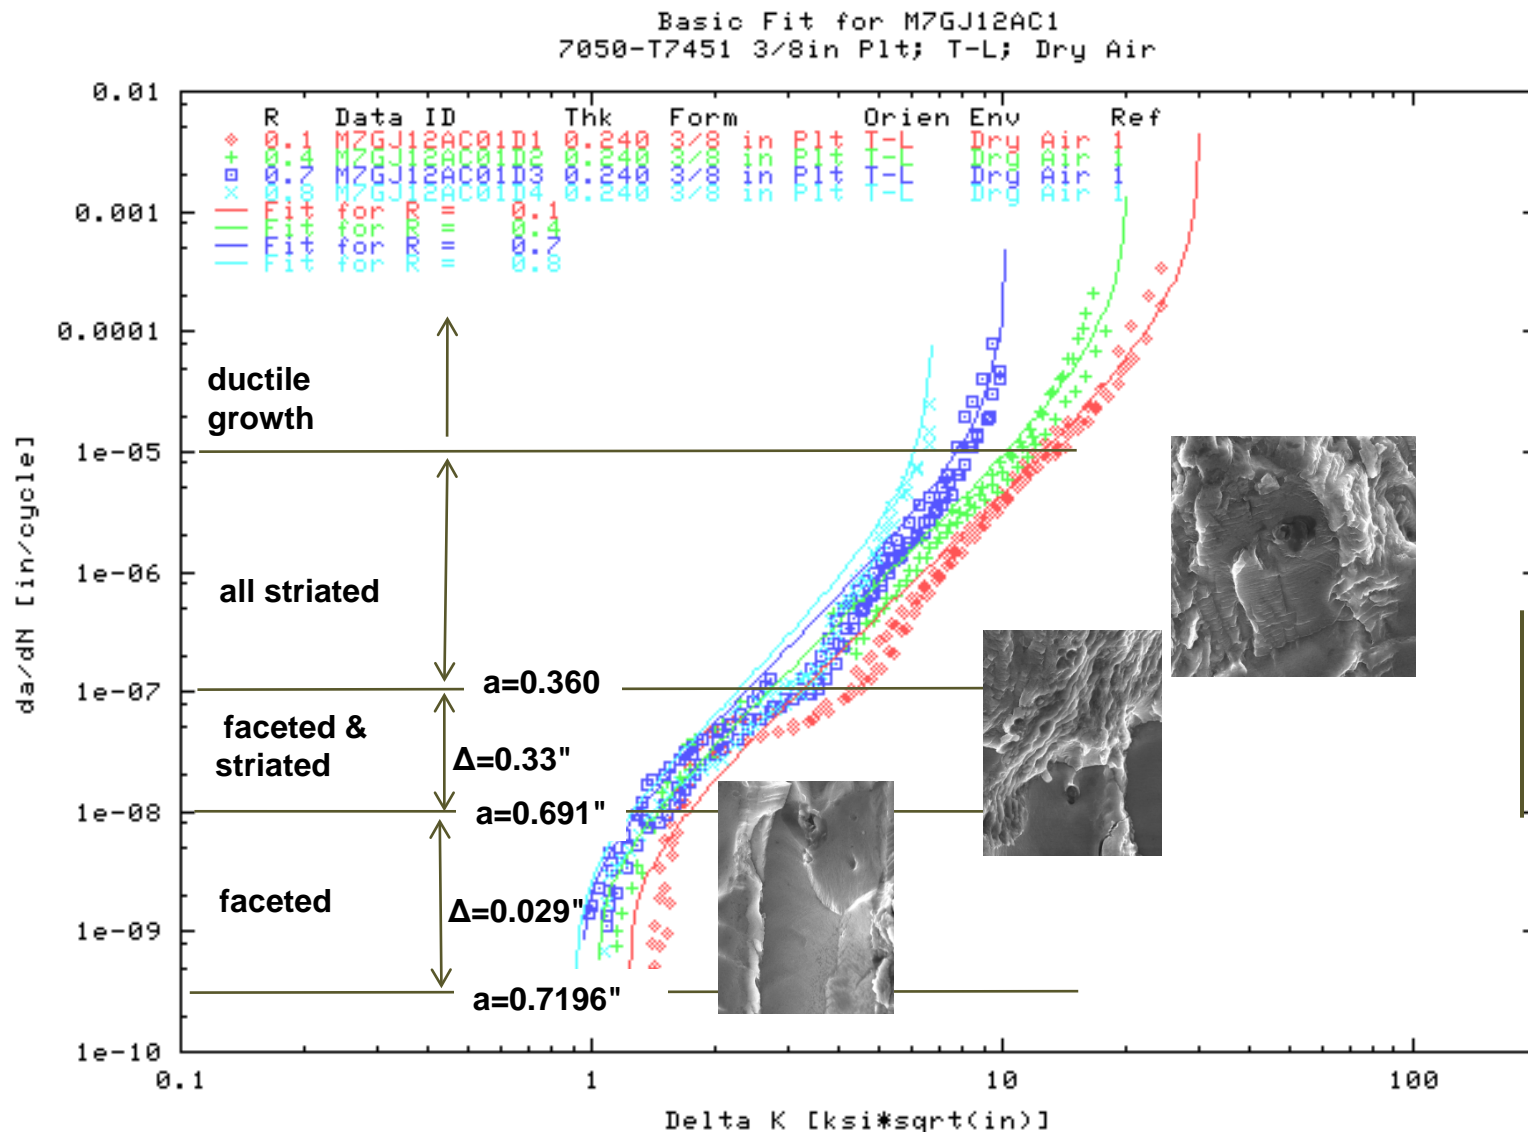 Basic Fit for M7GJ12AC1
7050-T7451 3/8in Plt; T-L; Dry Air
R Data ID Thk Form Orien Env Ref
0.1 M7GJ12AC01D1 0.240 3/8 in Plt T-L Dry Air 1
0.4 M7GJ12AC01D2 0.240 3/8 in Plt T-L Dry Air 1
0.7 M7GJ12AC01D3 0.240 3/8 in Plt T-L Dry Air 1
0.8 M7GJ12AC01D4 0.240 3/8 in Plt T-L Dry Air 1
Fit for R = 0.1
Fit for R = 0.4
Fit for R = 0.7
Fit for R = 0.8
da/dN [in/cycle]
0.01
0.001
0.0001
1e-05
1e-06
1e-07
1e-08
1e-09
1e-10
ductile
growth
all striated
a=0.360
faceted &
striated
Δ=0.33"
a=0.691"
faceted
Δ=0.029"
a=0.7196"
0.1 1 10 100
Delta K [ksi*sqrt(in)]